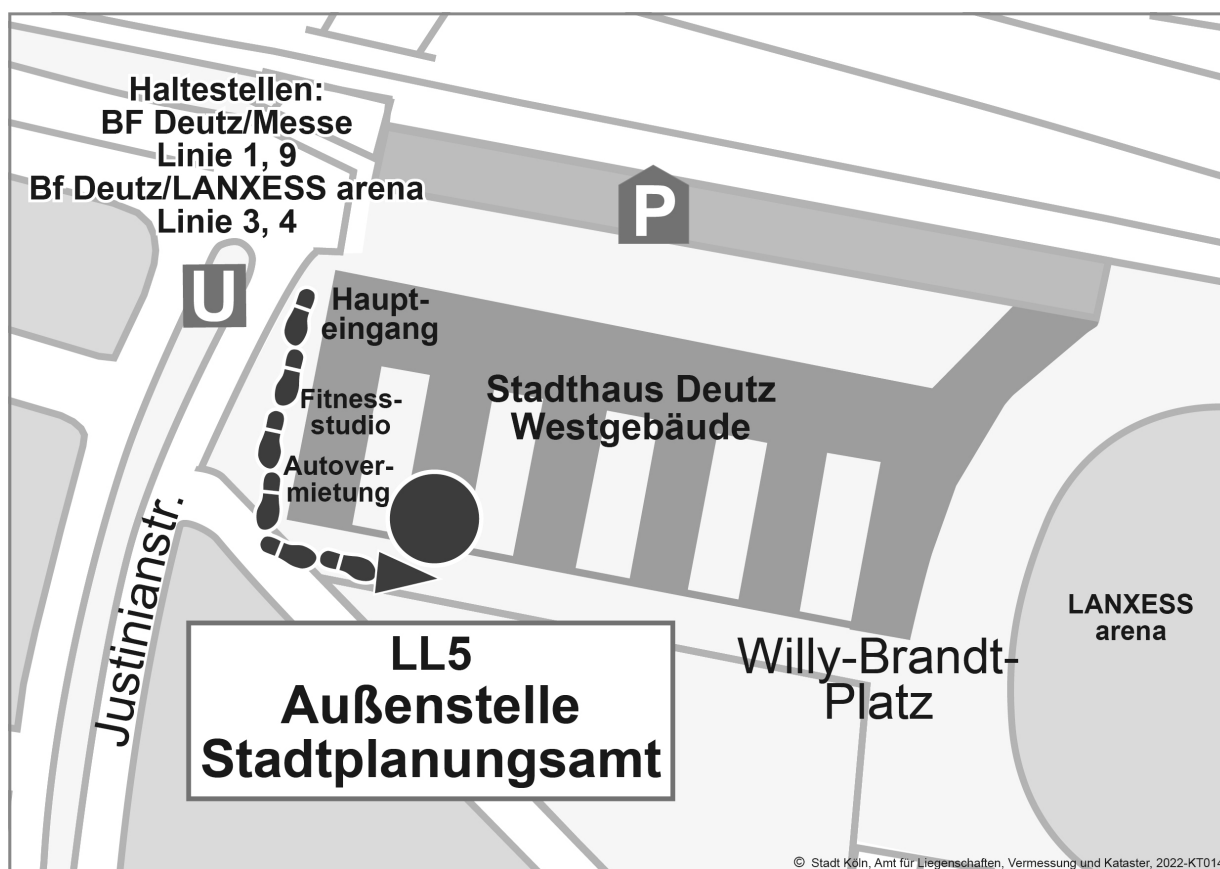 Haltestellen:
BF Deutz/Messe
Linie 1, 9
Bf Deutz/LANXESS arena
Linie 3, 4
P
U
Haupt-
eingang
Stadthaus Deutz
Westgebäude
Fitness-
studio
Autover-
mietung
Justinianstr.
LANXESS
arena
Willy-Brandt-
Platz
LL5
Außenstelle
Stadtplanungsamt
© Stadt Köln, Amt für Liegenschaften, Vermessung und Kataster, 2022-KT014